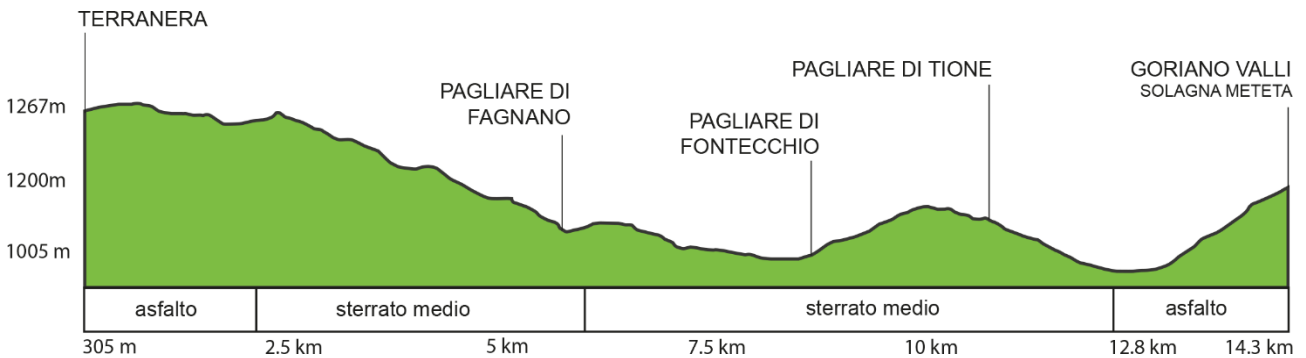 TERRANERA
PAGLIARE DI
FAGNANO
PAGLIARE DI
FONTECCHIO
PAGLIARE DI TIONE
GORIANO VALLI
SOLAGNA METETA
1267m
1200m
1005 m
asfalto
sterrato medio
sterrato medio
asfalto
305 m
2.5 km
5 km
7.5 km
10 km
12.8 km
14.3 km